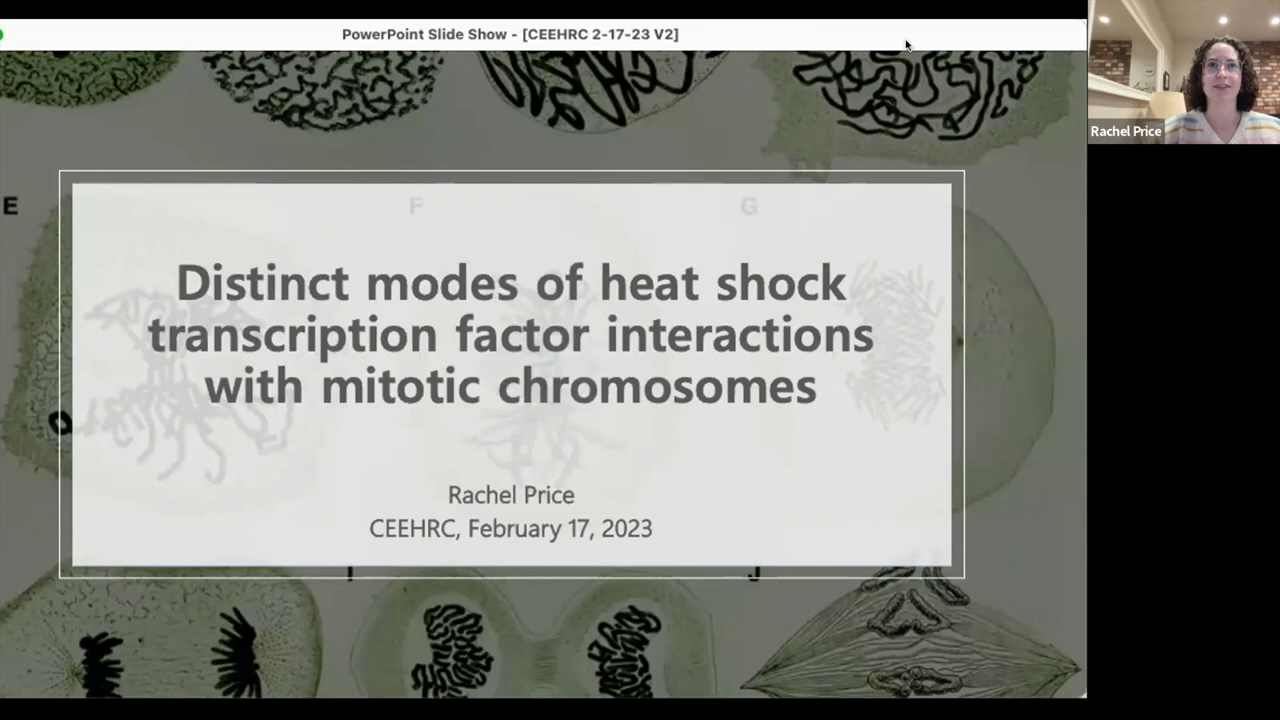 PowerPoint Slide Show - [CEEHRC 2-17-23 V2]
Rachel Price
E
F
G
Distinct modes of heat shock
transcription factor interactions
with mitotic chromosomes
Rachel Price
CEEHRC, February 17, 2023
I
J